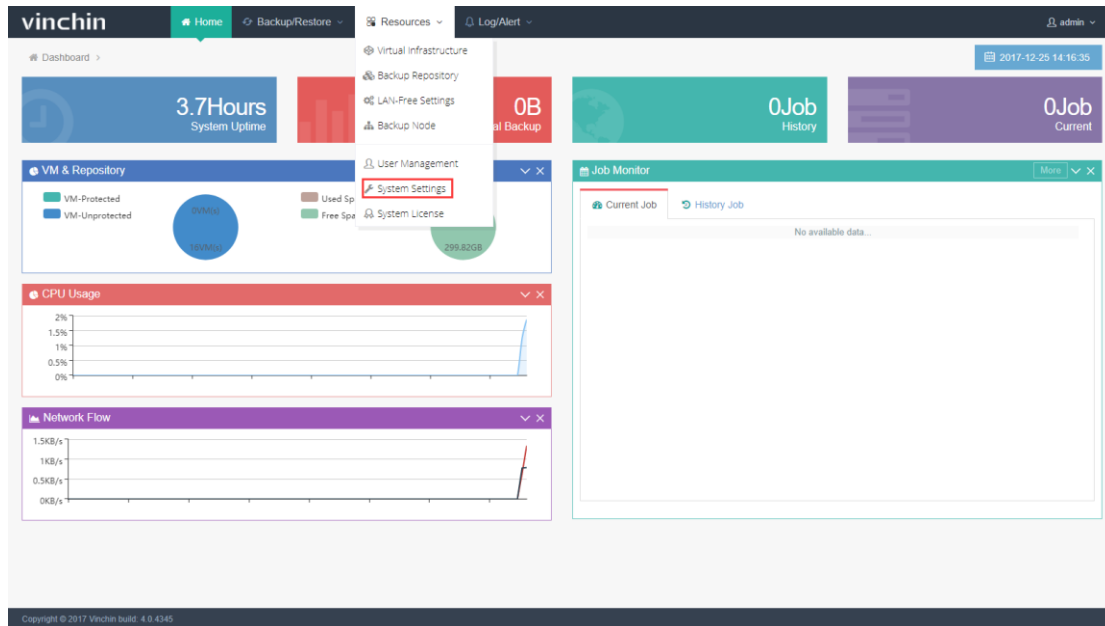 vinchin
Home
Backup/Restore
Resources
Log/Alert
admin
Dashboard >
Virtual Infrastructure
Backup Repository
LAN-Free Settings
Backup Node
User Management
System Settings
System License
2017-12-25 14:16:35
3.7Hours
System Uptime
0B
al Backup
0Job
History
0Job
Current
VM & Repository
VM-Protected
VM-Unprotected
0VM(s)
16VM(s)
Used Sp
Free Spa
299.82GB
Job Monitor
More
Current Job
History Job
No available data...
CPU Usage
2%
1.5%
1%
0.5%
0%
Network Flow
1.5KB/s
1KB/s
0.5KB/s
0KB/s
Copyright © 2017 Vinchin build: 4.0.4345